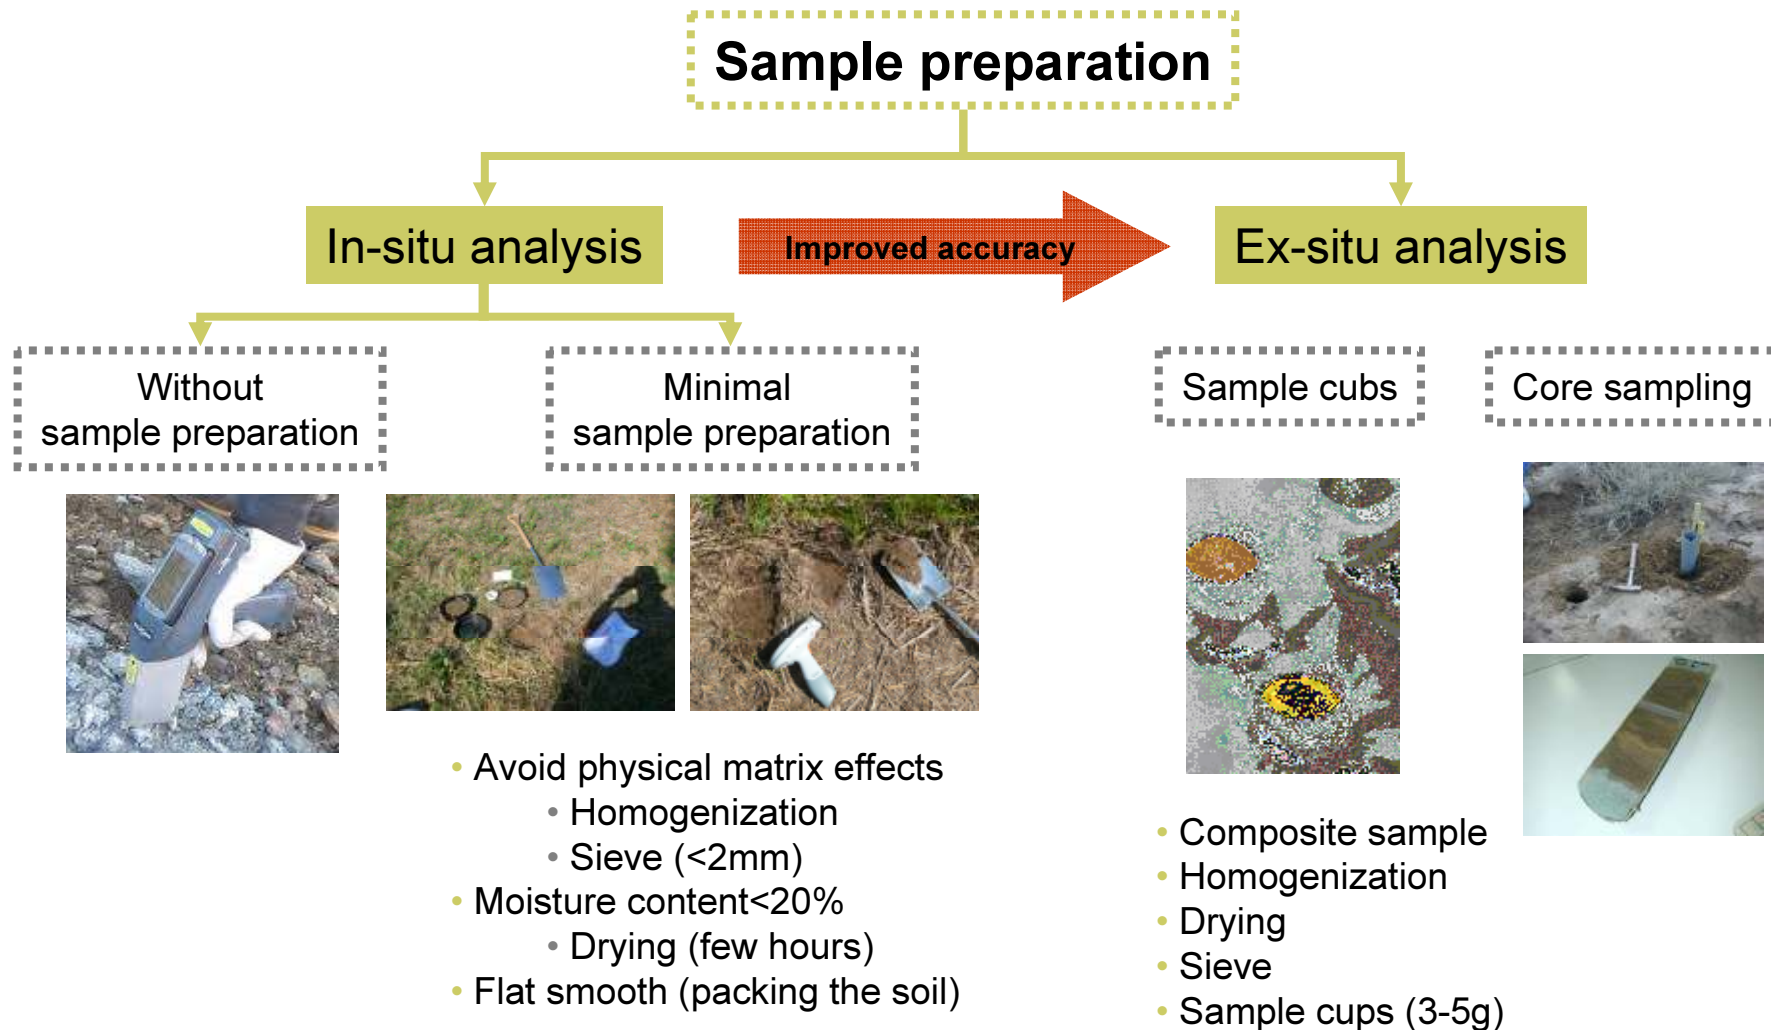 Sample preparation
In-situ analysis
Improved accuracy
Ex-situ analysis
Without
sample preparation
Minimal
sample preparation
Sample cubs
Core sampling
• Avoid physical matrix effects
• Homogenization
• Sieve (<2mm)
• Moisture content<20%
• Drying (few hours)
• Flat smooth (packing the soil)
• Composite sample
• Homogenization
• Drying
• Sieve
• Sample cups (3-5g)